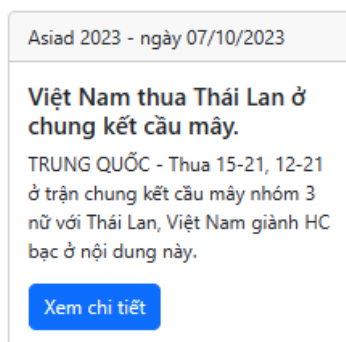 Asiad 2023 - ngày 07/10/2023
Việt Nam thua Thái Lan ở
chung kết cầu mây.
TRUNG QUỐC - Thua 15-21, 12-21
ở trận chung kết cầu mây nhóm 3
nữ với Thái Lan, Việt Nam giành HC
bạc ở nội dung này.
Xem chi tiết